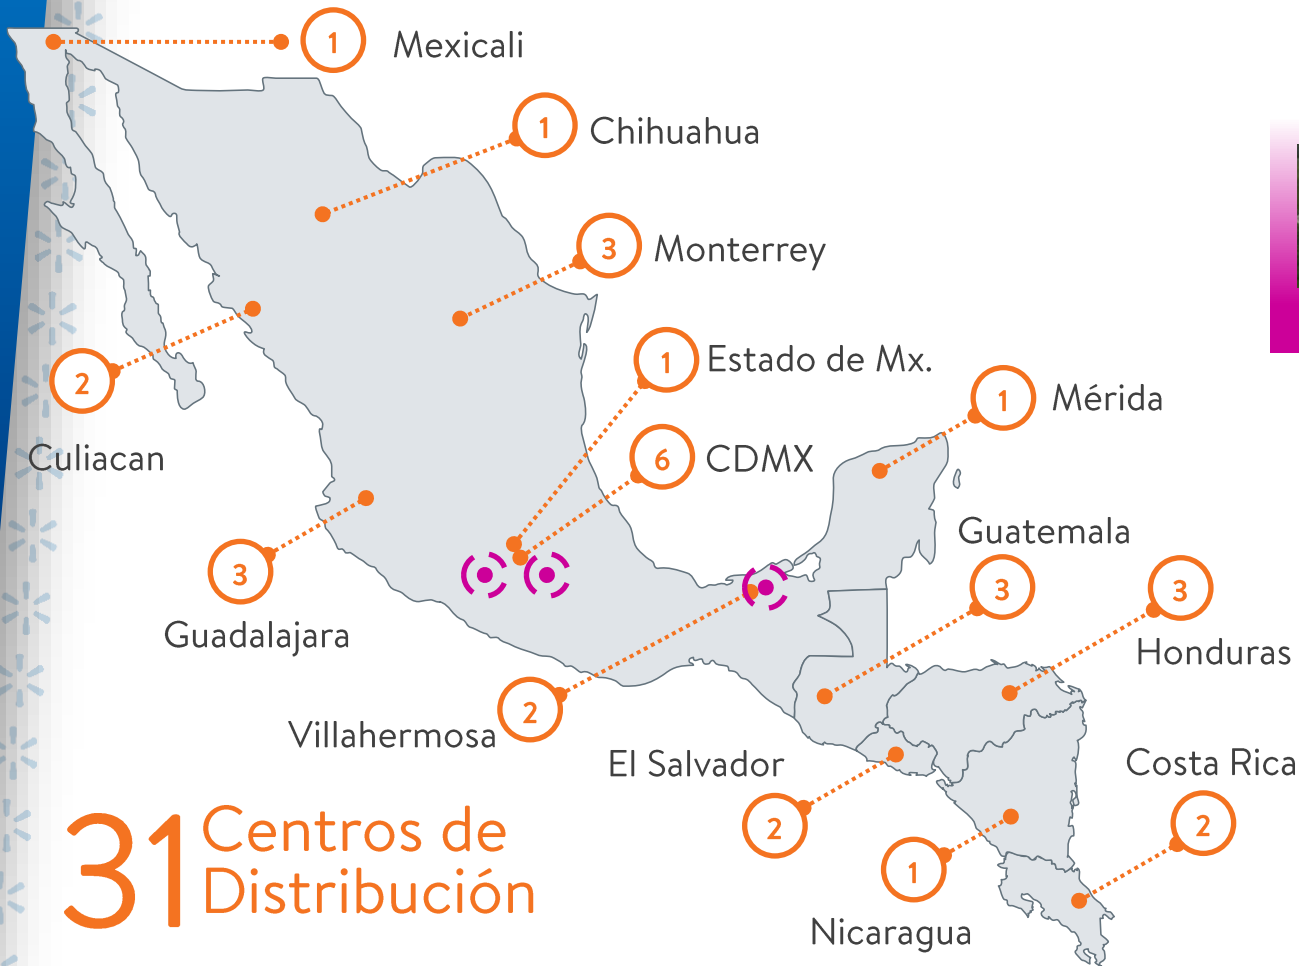 1 Mexicali
1 Chihuahua
3 Monterrey
1 Estado de Mx.
2
1 Mérida
Culiacan
6 CDMX
Guatemala
3
3
3
Guadalajara
Honduras
2
Villahermosa
El Salvador
Costa Rica
2
2
1
Nicaragua
31 Centros de
Distribución